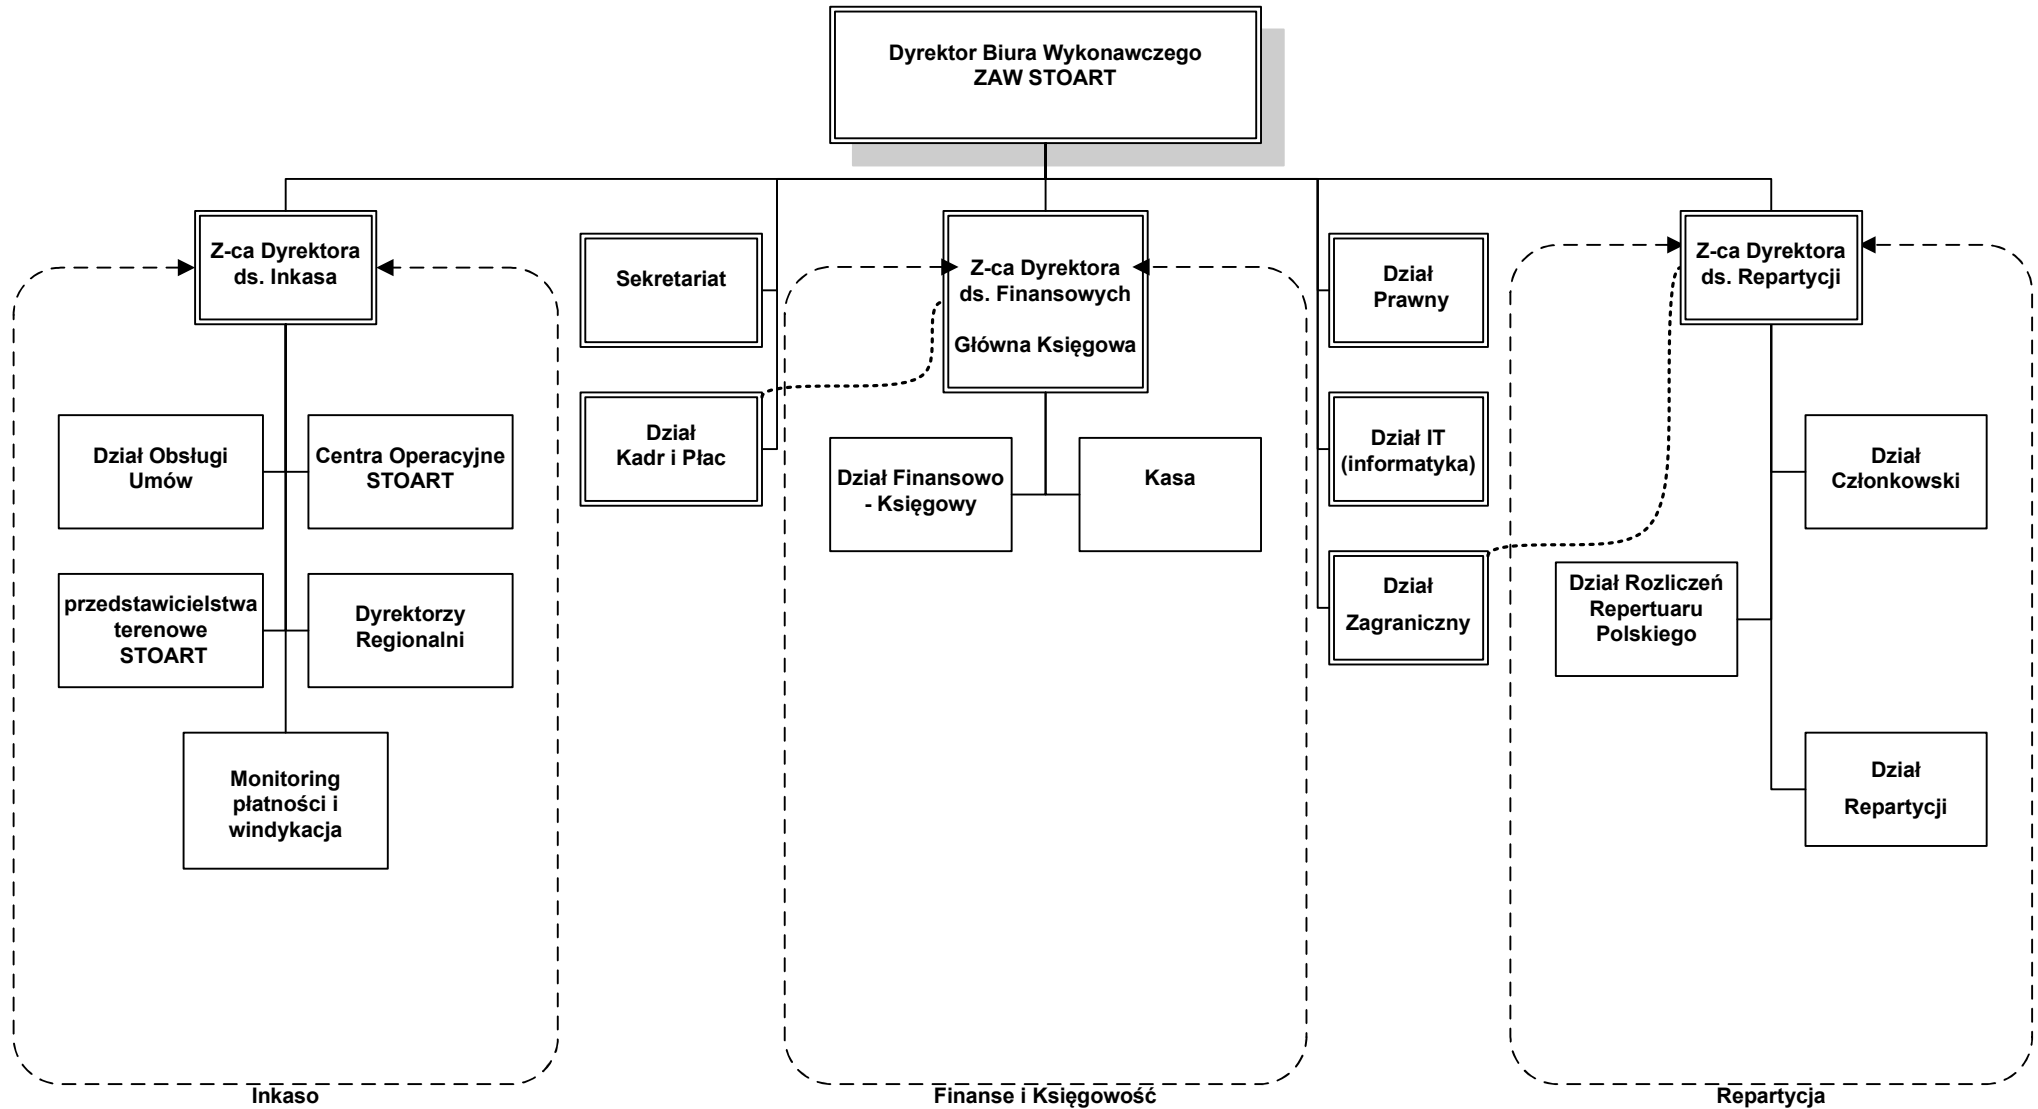 Dyrektor Biura Wykonawczego
ZAW STOART
Z-ca Dyrektora
ds. Inkasa
Sekretariat
Z-ca Dyrektora
ds. Finansowych
Główna Księgowa
Dział
Prawny
Z-ca Dyrektora
ds. Repartycji
Dział Obsługi
Umów
Centra Operacyjne
STOART
Dział
Kadr i Płac
Dział Finansowo
- Księgowy
Kasa
Dział IT
(informatyka)
Dział
Członkowski
przedstawicielstwa
terenowe
STOART
Dyrektorzy
Regionalni
Dział
Zagraniczny
Dział Rozliczeń
Repertuaru
Polskiego
Monitoring
płatności i
windykacja
Dział
Repartycji
Inkaso
Finanse i Księgowość
Repartycja